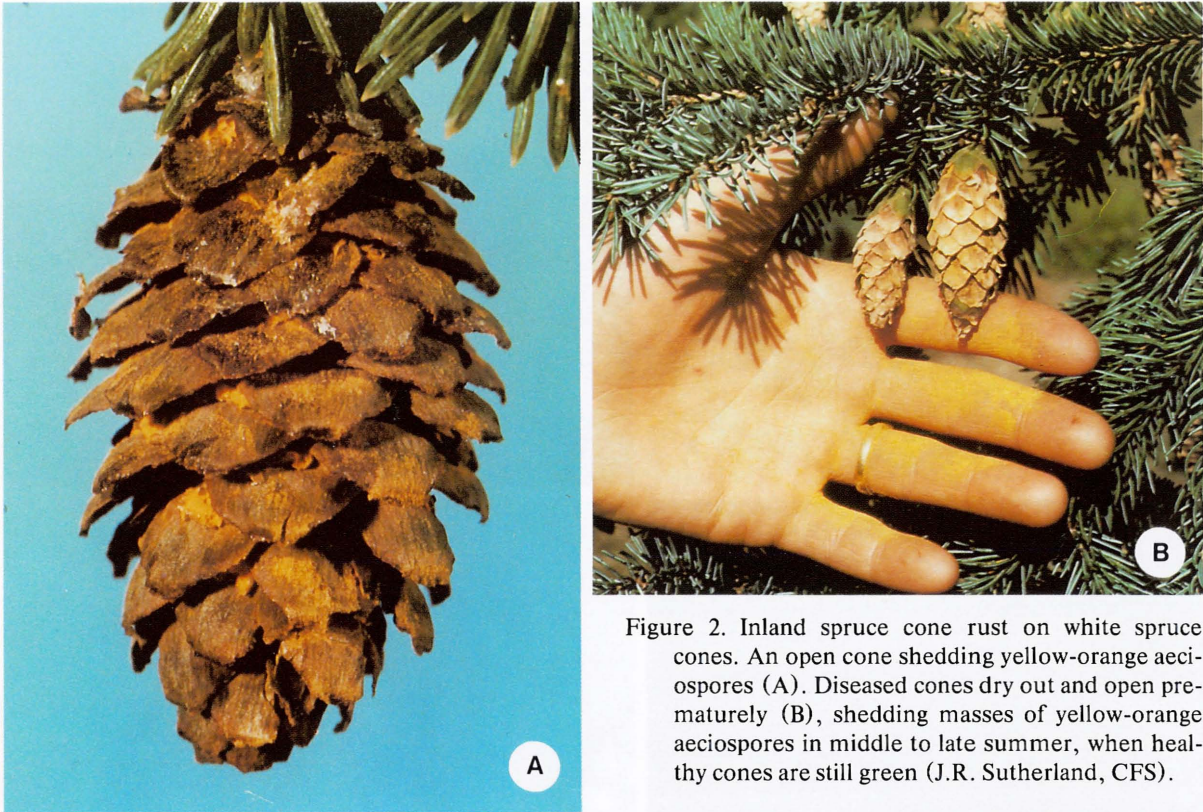 A
B
Figure 2. Inland spruce cone rust on white spruce
cones. An open cone shedding yellow-orange aeci-
ospores (A). Diseased cones dry out and open pre-
maturely (B), shedding masses of yellow-orange
aeciospores in middle to late summer, when heal-
thy cones are still green (J.R. Sutherland, CFS).